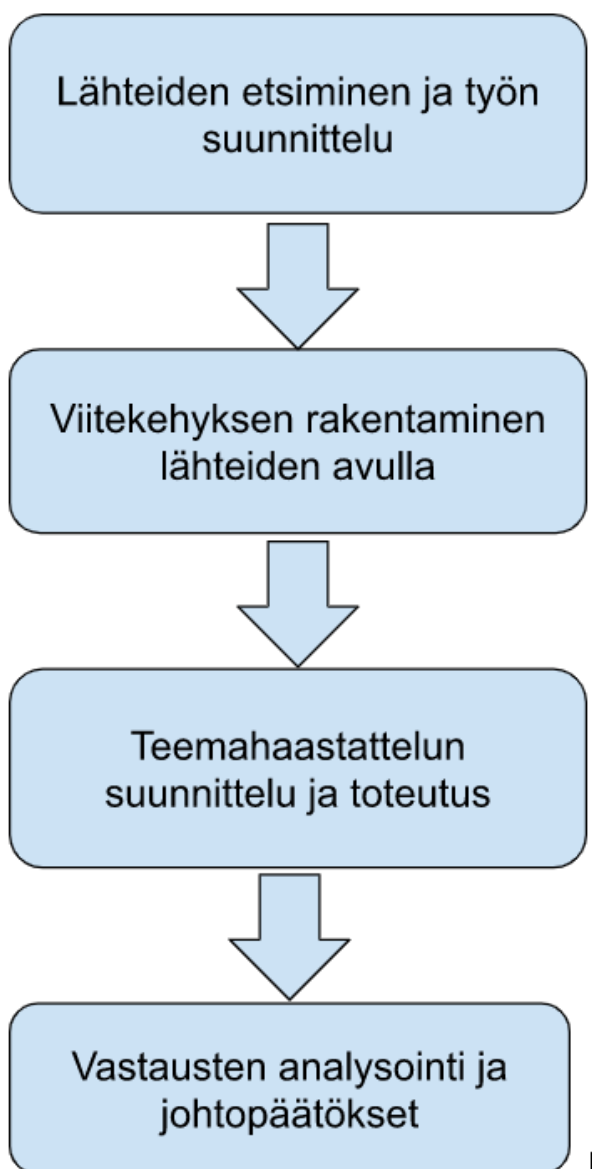 Lähteiden etsiminen ja työn
suunnittelu
Viitekehyksen rakentaminen
lähteiden avulla
Teemahaastattelun
suunnittelu ja toteutus
Vastausten analysointi ja
johtopäätökset